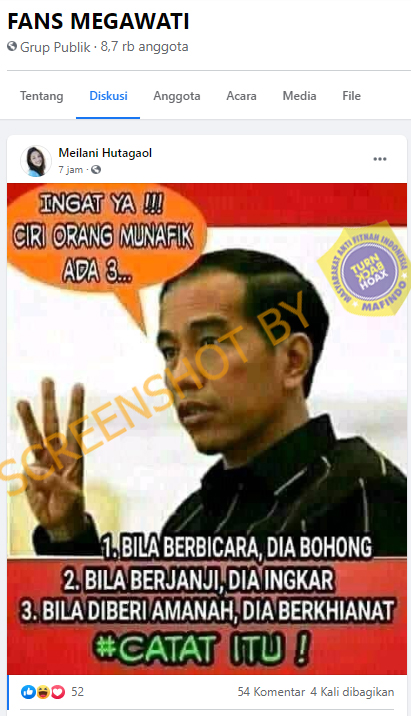 FANS MEGAWATI
Grup Publik · 8,7 rb anggota
Tentang Diskusi Anggota Acara Media File
Meilani Hutagaol
7 jam ·
INGAT YA !!!
CIRI ORANG MUNAFIK
ADA 3...
MASYARAKAT ANTI FITNAH INDONESIA
TURN
BACK
HOAX
MAFINDO
SCREENSHOT BY
1. BILA BERBICARA, DIA BOHONG
2. BILA BERJANJI, DIA INGKAR
3. BILA DIBERI AMANAH, DIA BERKHIANAT
#CATAT ITU !
52 54 Komentar 4 Kali dibagikan